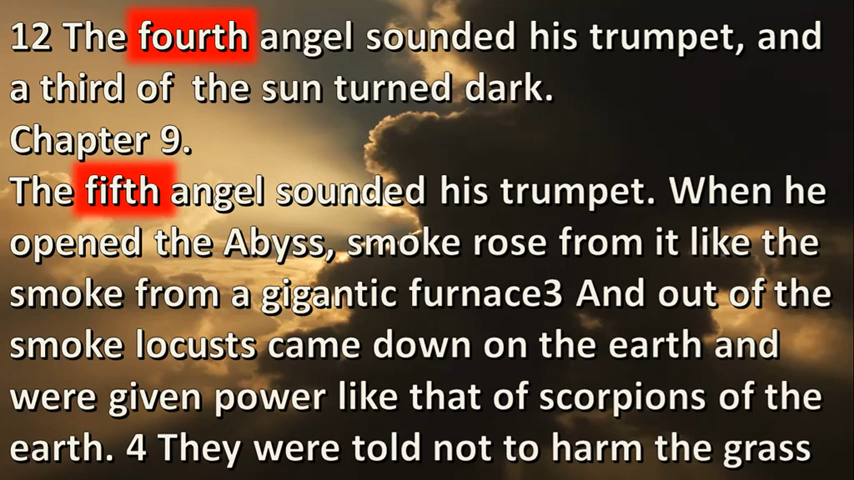 12 The fourth angel sounded his trumpet, and
a third of the sun turned dark.
Chapter 9.
The fifth angel sounded his trumpet. When he
opened the Abyss, smoke rose from it like the
smoke from a gigantic furnace3 And out of the
smoke locusts came down on the earth and
were given power like that of scorpions of the
earth. 4 They were told not to harm the grass